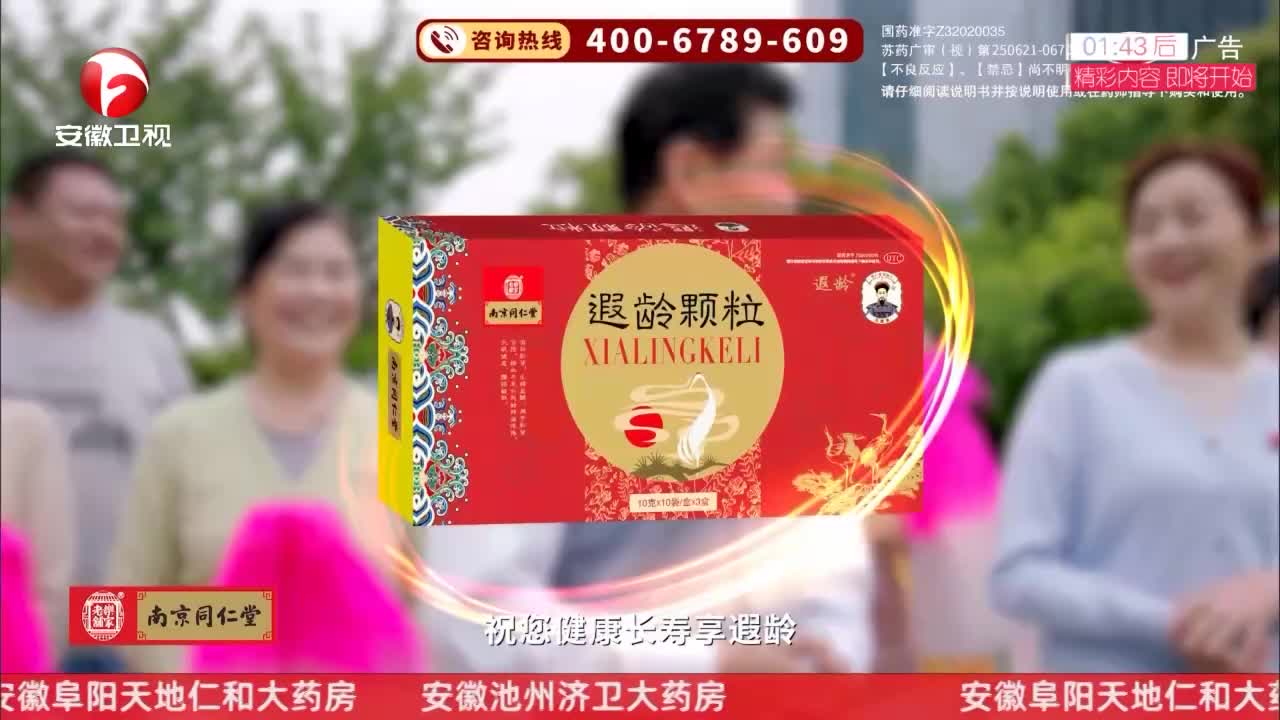 安徽卫视
咨询热线 400-6789-609
国药准字Z32020035
苏药广审（视）第250621-067
【不良反应】、【禁忌】尚不明
请仔细阅读说明书并按说明使用或在药师指导下购买和使用。
01:43后 广告
精彩内容 即将开始
OTC
遐龄
南京同仁堂
遐龄颗粒
XIALINGKELI
10克×10袋/盒×3盒
南京同仁堂
祝您健康长寿享遐龄
安徽阜阳天地仁和大药房 安徽池州济卫大药房 安徽阜阳天地仁和大药